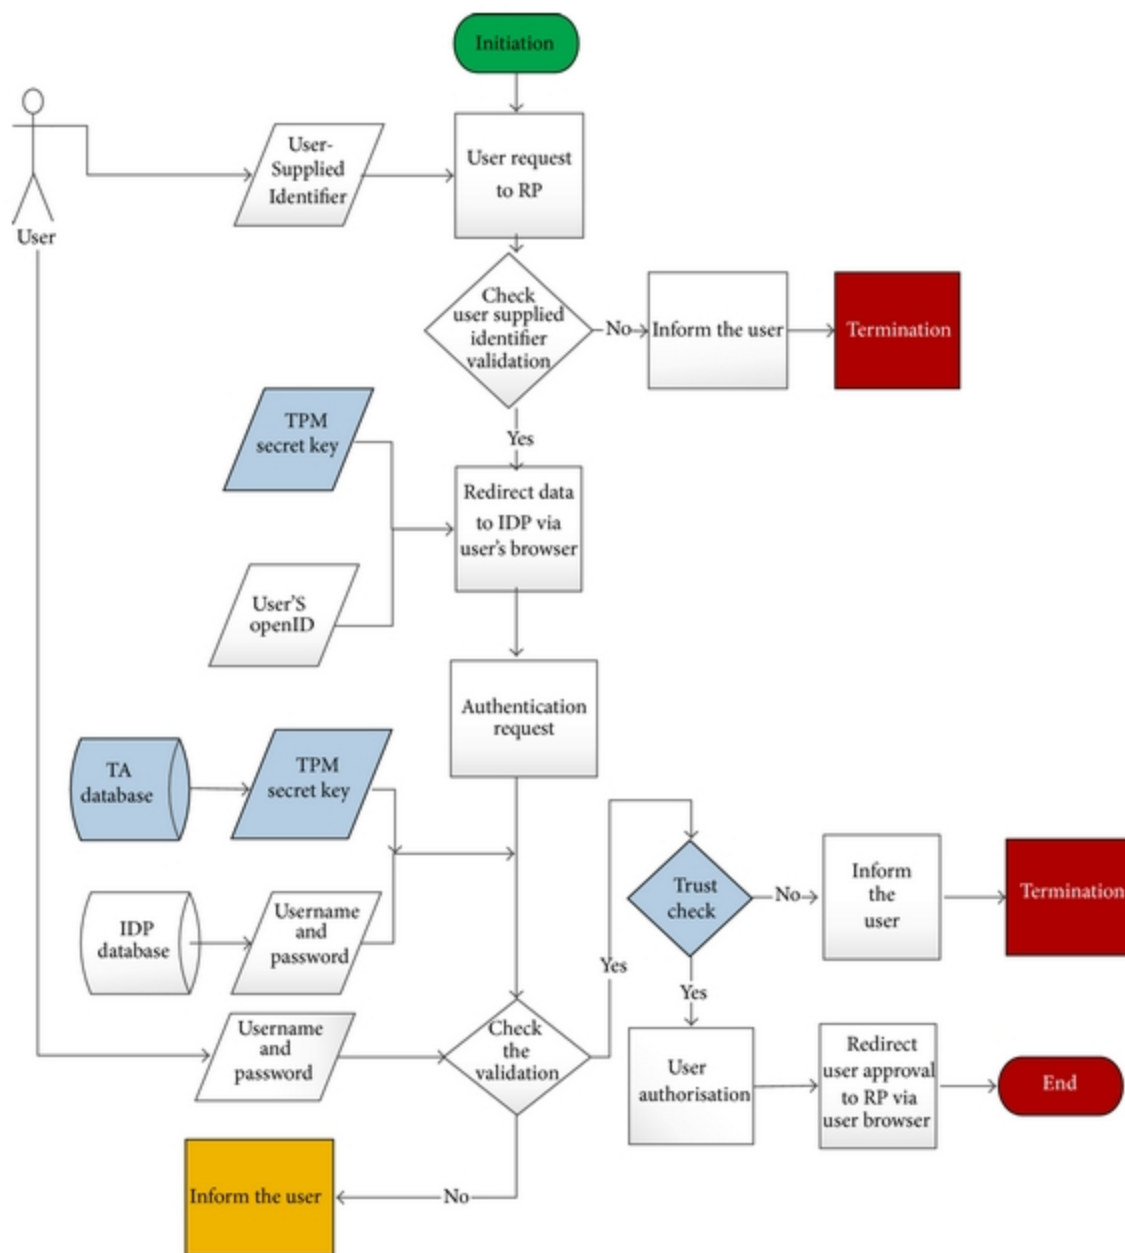 Initiation
User-
Supplied
Identifier
User request
to RP
User
Check
user supplied
identifier
validation
No
Inform the user
Termination
Yes
TPM
secret key
Redirect data
to IDP via
user's browser
User'S
openID
Authentication
request
TA
database
TPM
secret key
Trust
check
No
Inform
the
user
Termination
IDP
database
Username
and
password
Yes
Yes
Username
and
password
Check
the
validation
User
authorisation
Redirect
user approval
to RP via
user browser
End
Inform the user
No